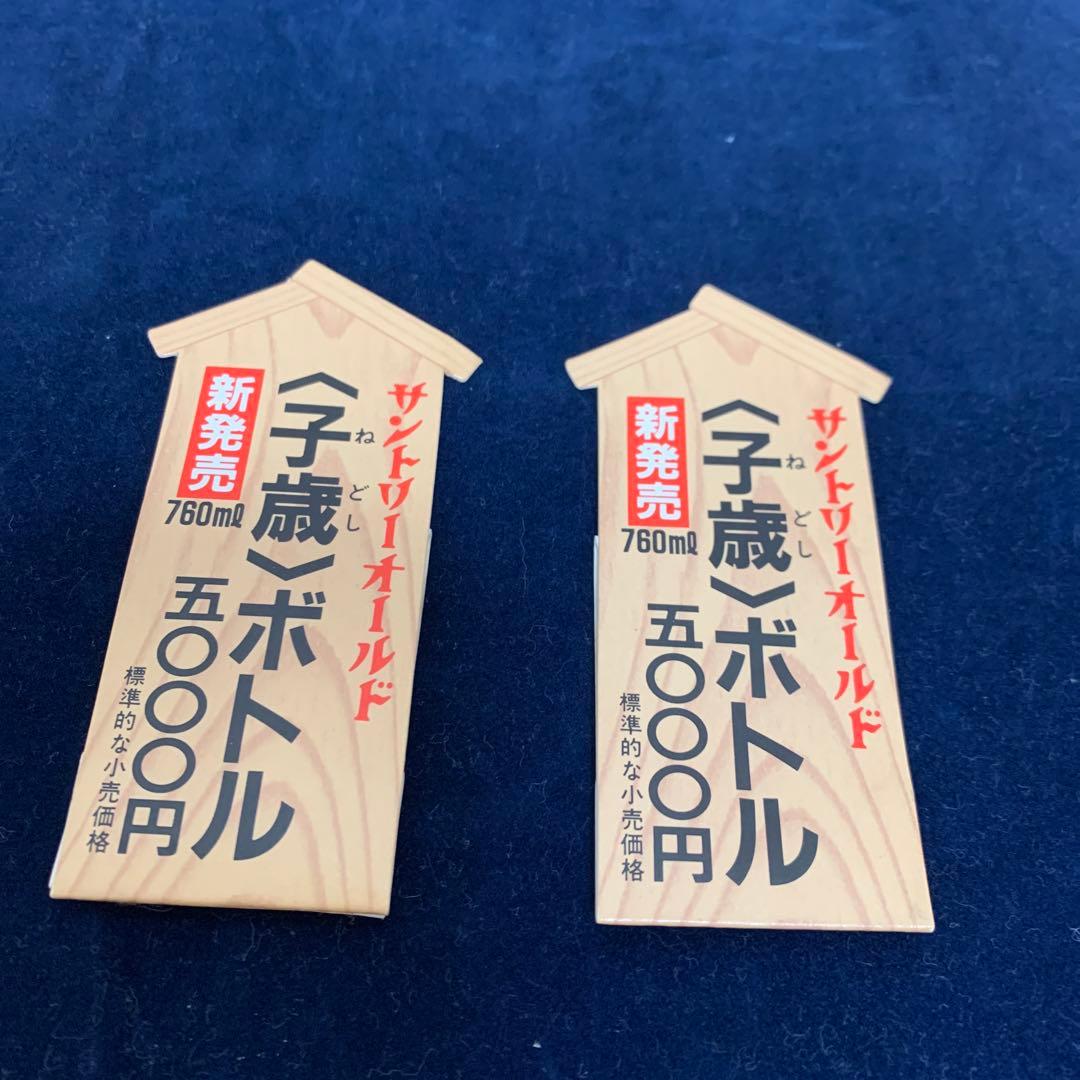 サントリーオールド
〈子歳〉ボトル
ねどし
新発売
760ml
五〇〇〇円
標準的な小売価格
サントリーオールド
〈子歳〉ボトル
ねどし
新発売
760ml
五〇〇〇円
標準的な小売価格